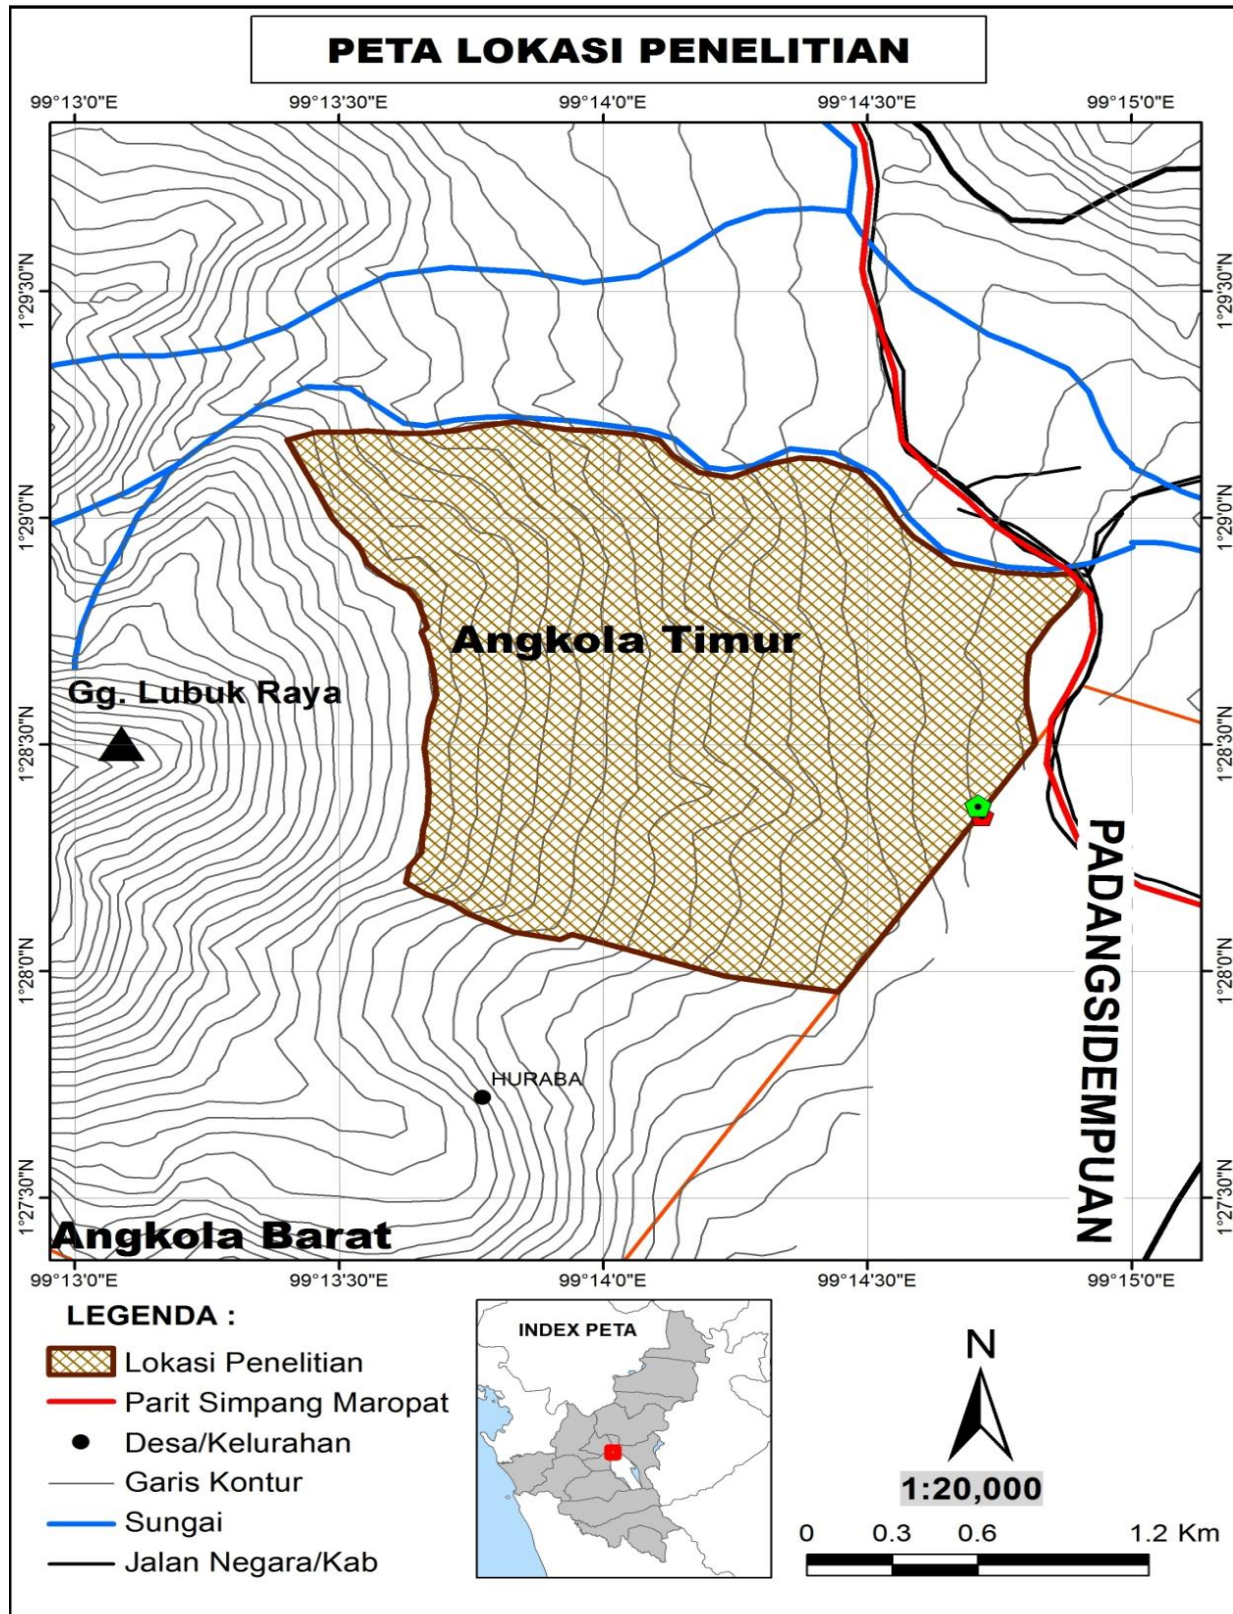 PETA LOKASI PENELITIAN
99°13'0"E 99°13'30"E 99°14'0"E 99°14'30"E 99°15'0"E
1°29'30"N 1°29'30"N
1°29'0"N 1°29'0"N
Angkola Timur
Gg. Lubuk Raya
1°28'30"N 1°28'30"N
PADANGSIDEMPUAN
1°28'0"N 1°28'0"N
HURABA
1°27'30"N 1°27'30"N
Angkola Barat
99°13'0"E 99°13'30"E 99°14'0"E 99°14'30"E 99°15'0"E
LEGENDA :
Lokasi Penelitian
Parit Simpang Maropat
Desa/Kelurahan
Garis Kontur
Sungai
Jalan Negara/Kab
INDEX PETA
N
1:20,000
0 0.3 0.6 1.2 Km